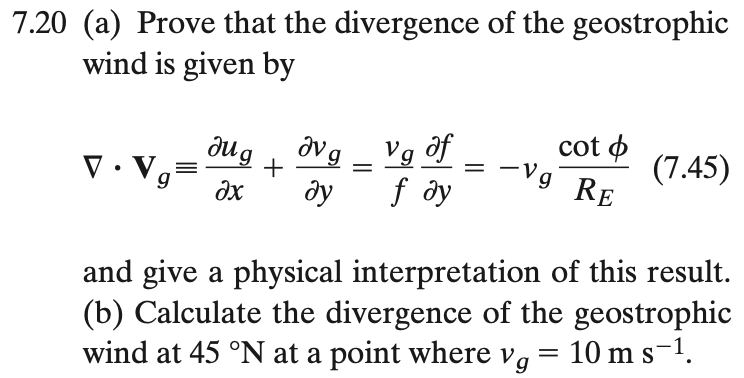 7.20 (a) Prove that the divergence of the geostrophic
wind is given by
∇ · V_g ≡ ∂u_g/∂x + ∂v_g/∂y = v_g/f ∂f/∂y = −v_g cot ϕ/R_E (7.45)
and give a physical interpretation of this result.
(b) Calculate the divergence of the geostrophic
wind at 45 °N at a point where v_g = 10 m s⁻¹.